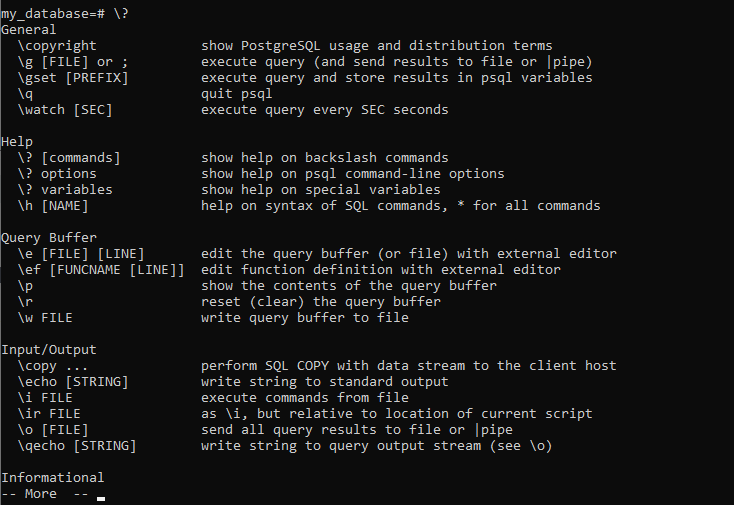 my_database=# \?
General
  \copyright             show PostgreSQL usage and distribution terms
  \g [FILE] or ;         execute query (and send results to file or |pipe)
  \gset [PREFIX]         execute query and store results in psql variables
  \q                     quit psql
  \watch [SEC]           execute query every SEC seconds

Help
  \? [commands]          show help on backslash commands
  \? options             show help on psql command-line options
  \? variables           show help on special variables
  \h [NAME]              help on syntax of SQL commands, * for all commands

Query Buffer
  \e [FILE] [LINE]       edit the query buffer (or file) with external editor
  \ef [FUNCNAME [LINE]]  edit function definition with external editor
  \p                     show the contents of the query buffer
  \r                     reset (clear) the query buffer
  \w FILE                write query buffer to file

Input/Output
  \copy ...              perform SQL COPY with data stream to the client host
  \echo [STRING]         write string to standard output
  \i FILE                execute commands from file
  \ir FILE               as \i, but relative to location of current script
  \o [FILE]              send all query results to file or |pipe
  \qecho [STRING]        write string to query output stream (see \o)

Informational
-- More  --